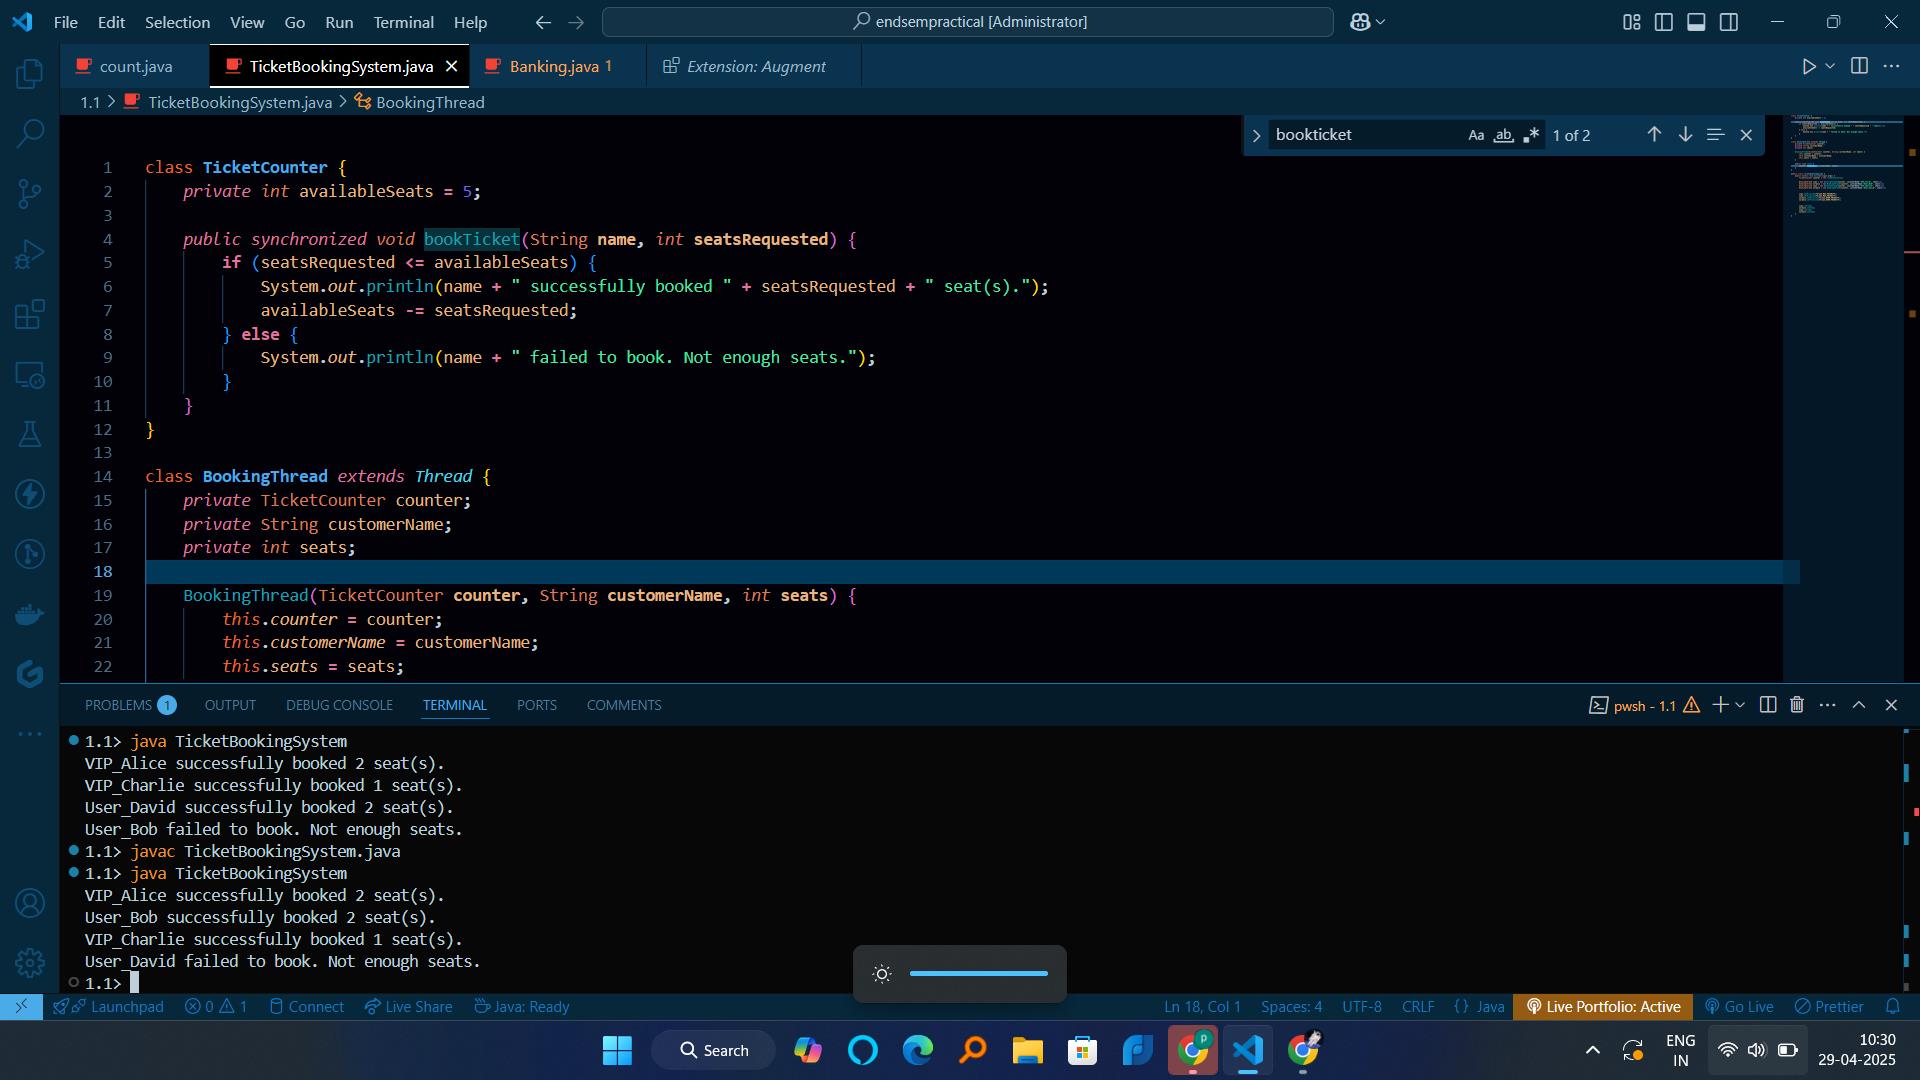 File Edit Selection View Go Run Terminal Help
endsempractical [Administrator]
count.java
TicketBookingSystem.java
Banking.java 1
Extension: Augment
1.1 > TicketBookingSystem.java > BookingThread
bookticket
Aa ab
1 of 2
1 class TicketCounter {
2 private int availableSeats = 5;
3
4 public synchronized void bookTicket(String name, int seatsRequested) {
5 if (seatsRequested <= availableSeats) {
6 System.out.println(name + " successfully booked " + seatsRequested + " seat(s).");
7 availableSeats -= seatsRequested;
8 } else {
9 System.out.println(name + " failed to book. Not enough seats.");
10 }
11 }
12 }
13
14 class BookingThread extends Thread {
15 private TicketCounter counter;
16 private String customerName;
17 private int seats;
18
19 BookingThread(TicketCounter counter, String customerName, int seats) {
20 this.counter = counter;
21 this.customerName = customerName;
22 this.seats = seats;
PROBLEMS 1 OUTPUT DEBUG CONSOLE TERMINAL PORTS COMMENTS
pwsh - 1.1
1.1> java TicketBookingSystem
VIP_Alice successfully booked 2 seat(s).
VIP_Charlie successfully booked 1 seat(s).
User_David successfully booked 2 seat(s).
User_Bob failed to book. Not enough seats.
1.1> javac TicketBookingSystem.java
1.1> java TicketBookingSystem
VIP_Alice successfully booked 2 seat(s).
User_Bob successfully booked 2 seat(s).
VIP_Charlie successfully booked 1 seat(s).
User_David failed to book. Not enough seats.
1.1>
Launchpad 0 1 Connect Live Share Java: Ready
Ln 18, Col 1 Spaces: 4 UTF-8 CRLF {} Java Live Portfolio: Active Go Live Prettier
Search
ENG
IN
10:30
29-04-2025